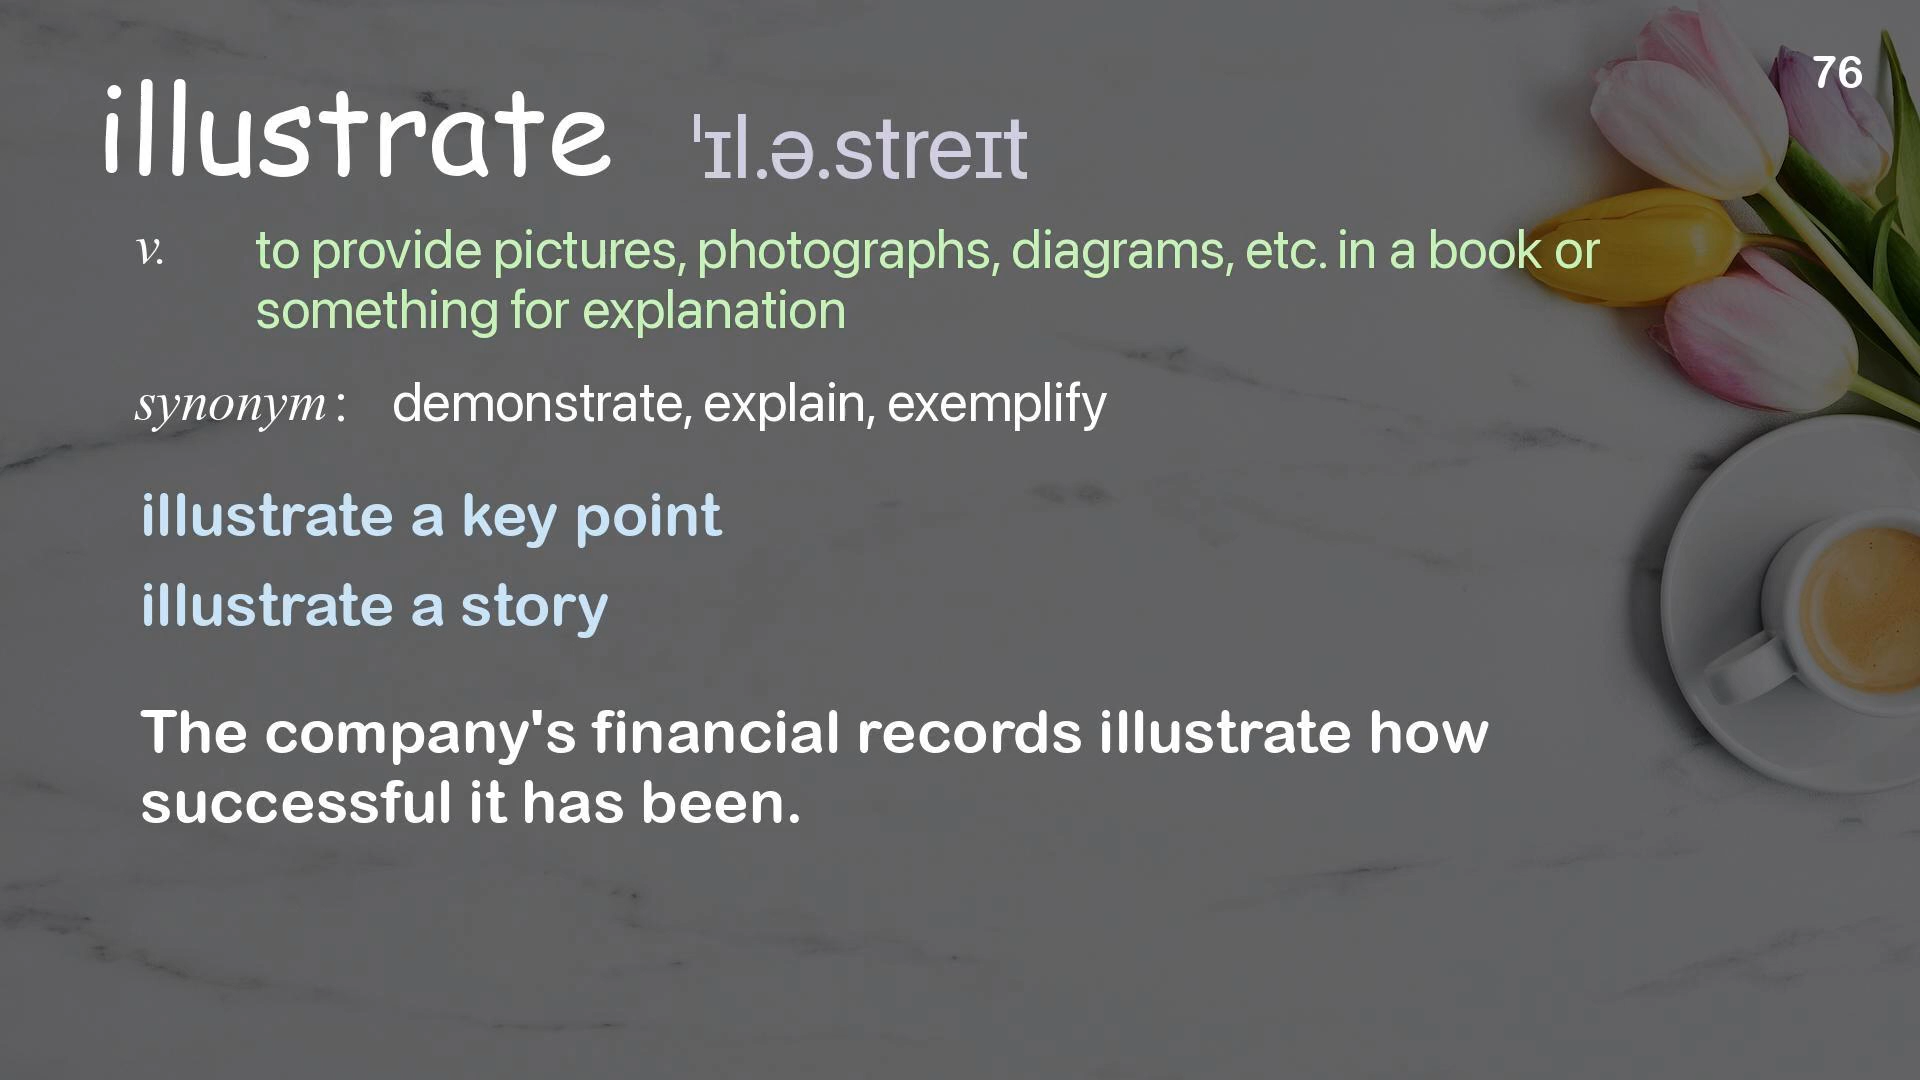 76
illustrate ˈɪl.ə.streɪt
v. to provide pictures, photographs, diagrams, etc. in a book or
something for explanation
synonym : demonstrate, explain, exemplify
illustrate a key point
illustrate a story
The company's financial records illustrate how
successful it has been.